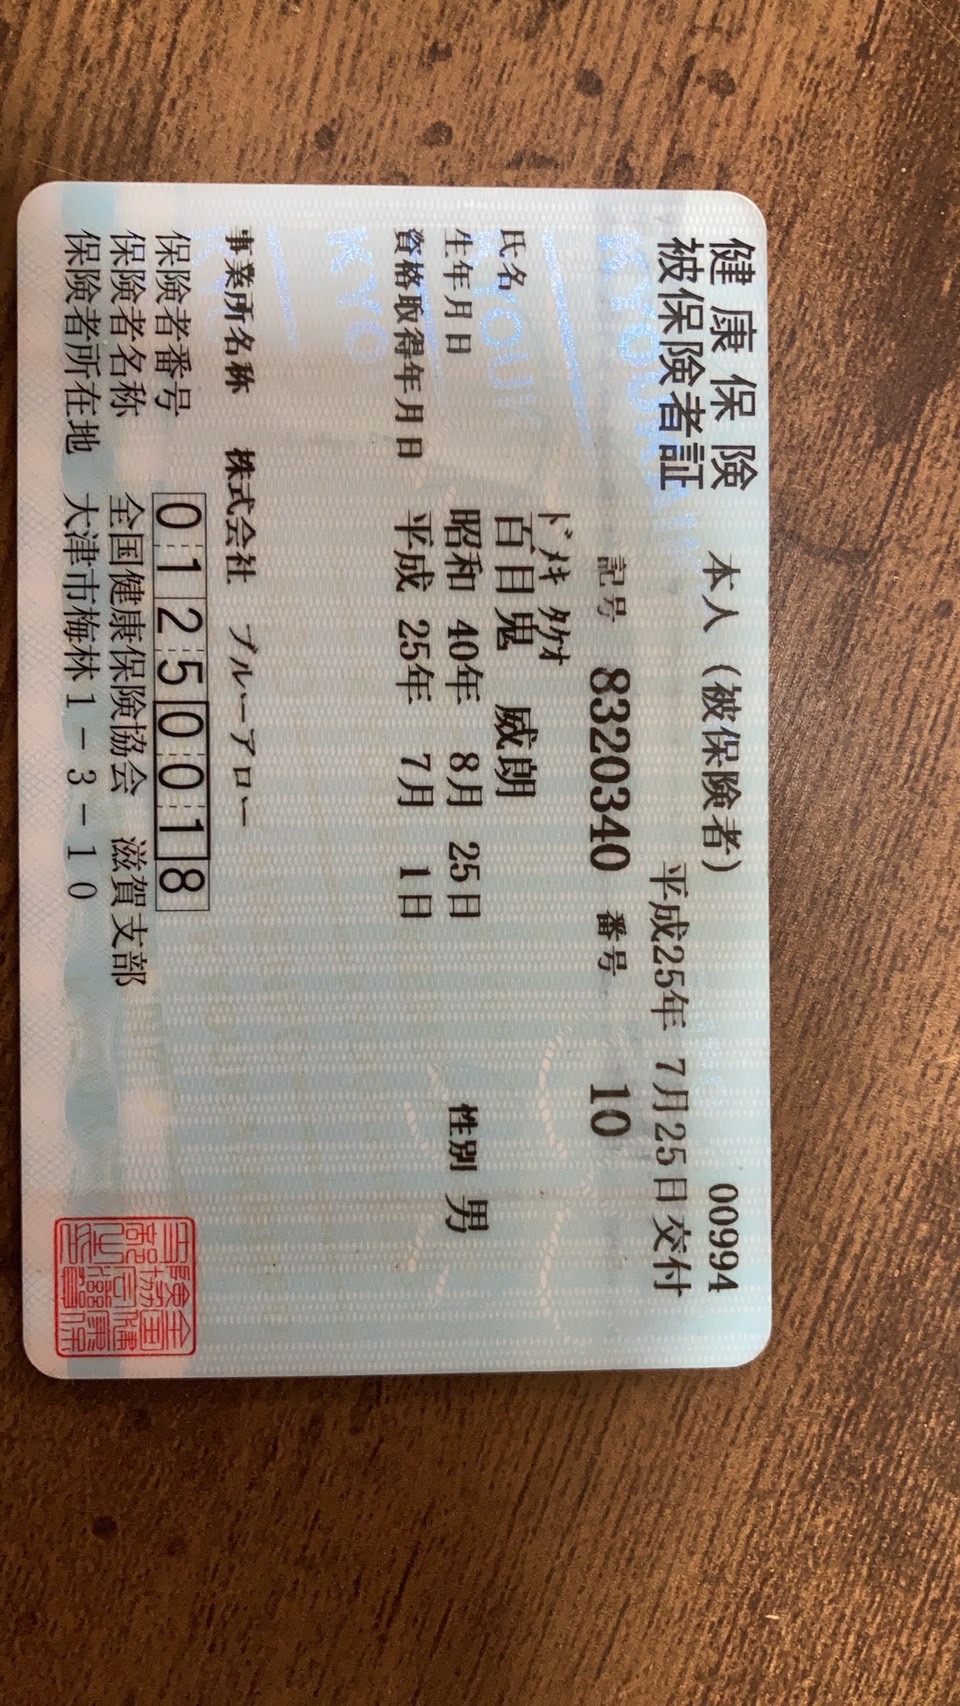 健康保険 本人（被保険者） 00994
被保険者証 平成25年 7月25日交付
記号 8320340 番号 10
ﾄﾞﾒｷ ﾀｹｵ
氏名 百目鬼 威朗
生年月日 昭和 40年 8月 25日 性別 男
資格取得年月日 平成 25年 7月 1日
事業所名称 株式会社 ブルーアロー
保険者番号 01250018
保険者名称 全国健康保険協会 滋賀支部
保険者所在地 大津市梅林1-3-10